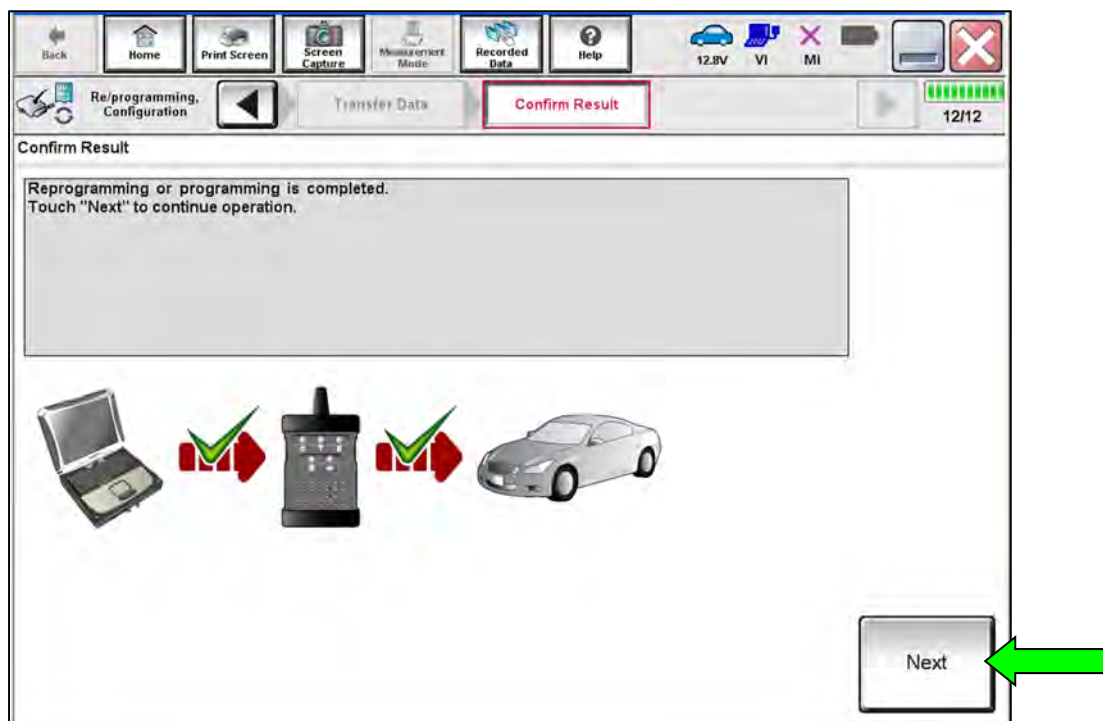 Back
Home
Print Screen
Screen
Capture
Measurement
Mode
Recorded
Data
Help
12.8V
VI
MI
Re/programming,
Configuration
Transfer Data
Confirm Result
12/12
Confirm Result
Reprogramming or programming is completed.
Touch "Next" to continue operation.
Next